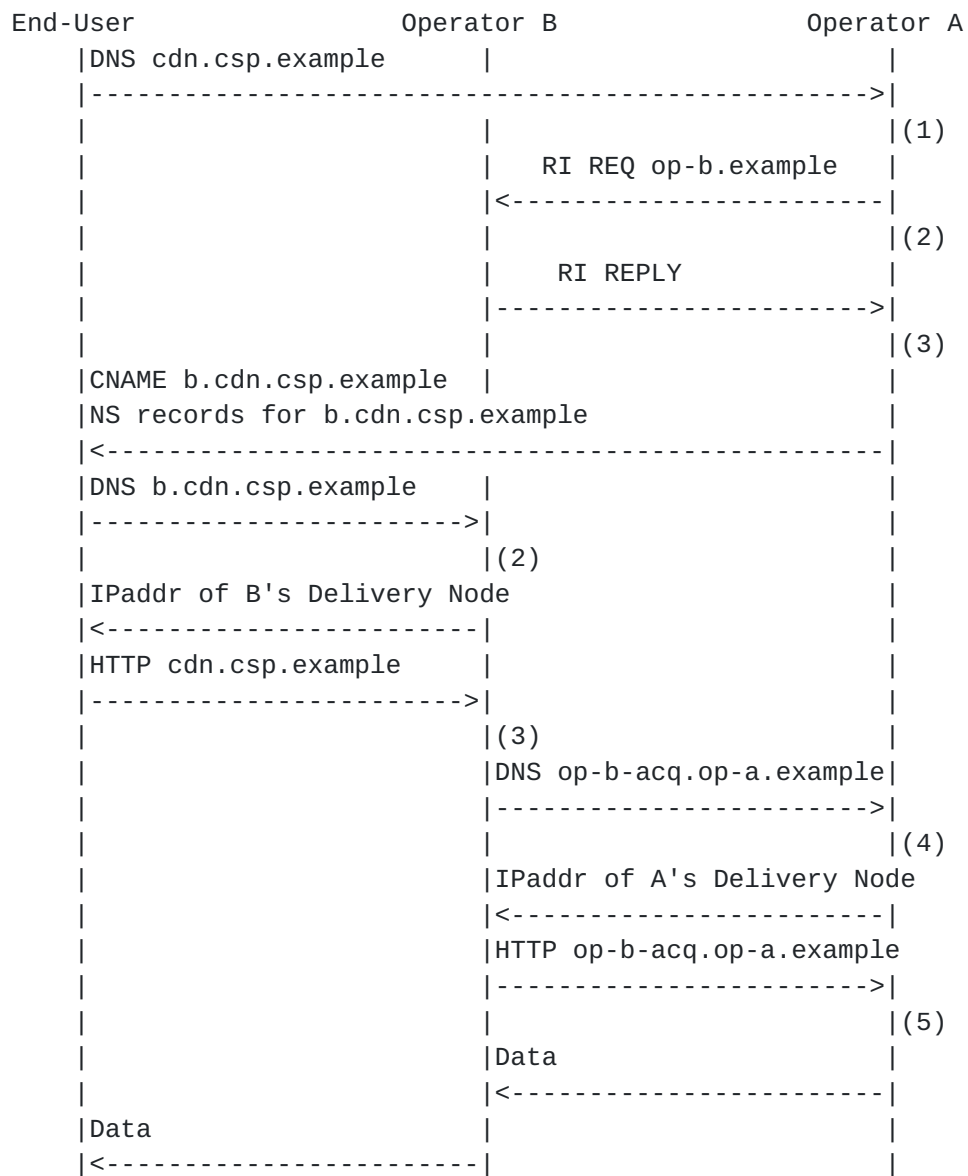 End-User Operator B Operator A
DNS cdn.csp.example
(1)
RI REQ op-b.example
(2)
RI REPLY
(3)
CNAME b.cdn.csp.example
NS records for b.cdn.csp.example
DNS b.cdn.csp.example
(2)
IPaddr of B's Delivery Node
HTTP cdn.csp.example
(3)
DNS op-b-acq.op-a.example
(4)
IPaddr of A's Delivery Node
HTTP op-b-acq.op-a.example
(5)
Data
Data